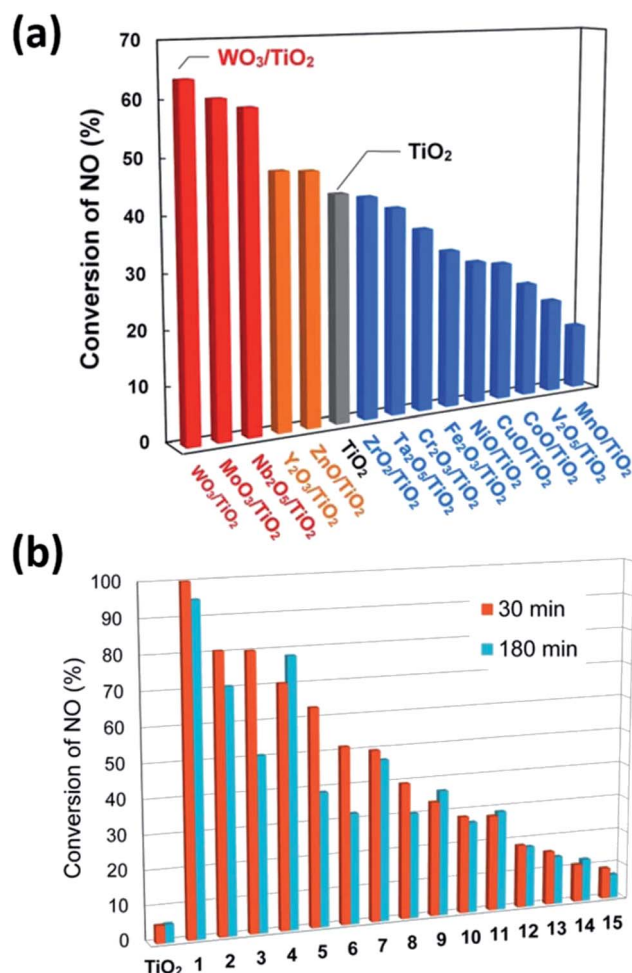 (a)
Conversion of NO (%)
70
60
50
40
30
20
10
0
WO₃/TiO₂
TiO₂
WO₃/TiO₂
MoO₃/TiO₂
Nb₂O₅/TiO₂
Y₂O₃/TiO₂
ZnO/TiO₂
TiO₂
ZrO₂/TiO₂
Ta₂O₅/TiO₂
Cr₂O₃/TiO₂
Fe₂O₃/TiO₂
NiO/TiO₂
CuO/TiO₂
CoO/TiO₂
V₂O₅/TiO₂
MnO/TiO₂
(b)
Conversion of NO (%)
100
90
80
70
60
50
40
30
20
10
0
30 min
180 min
TiO₂ 1 2 3 4 5 6 7 8 9 10 11 12 13 14 15